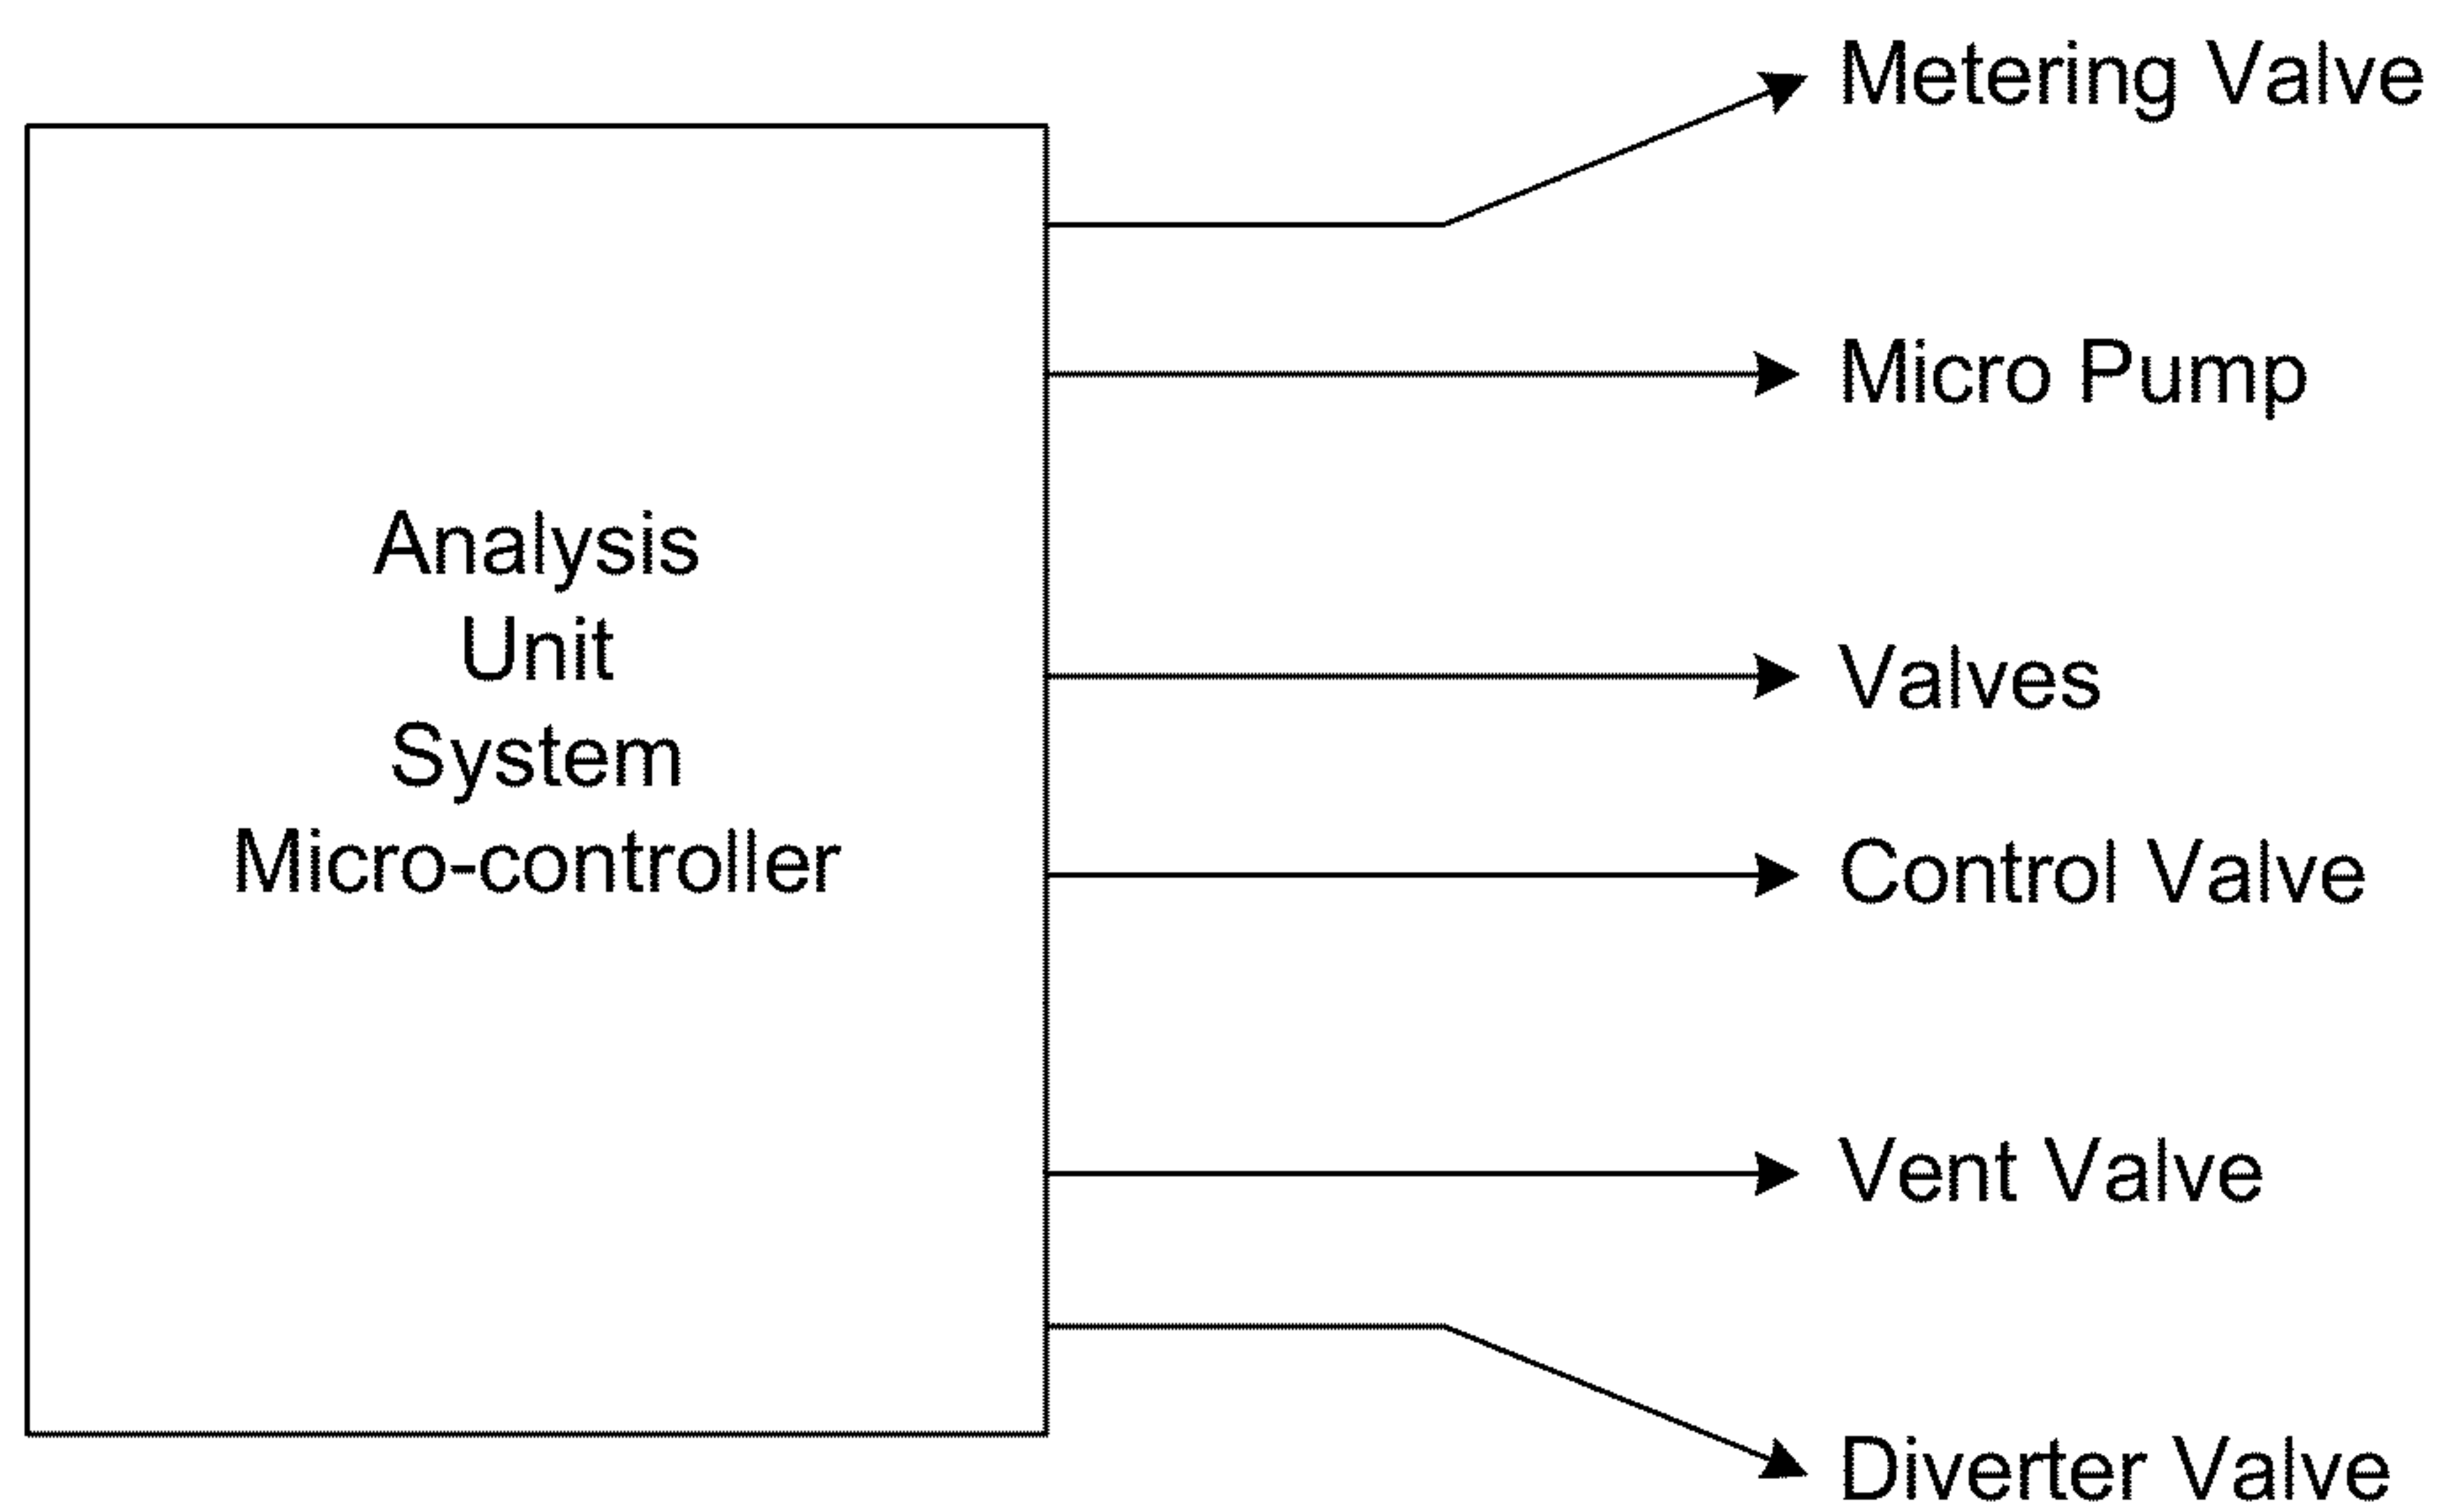 Metering Valve
Micro Pump
Analysis
Unit
System
Micro-controller
Valves
Control Valve
Vent Valve
Diverter Valve